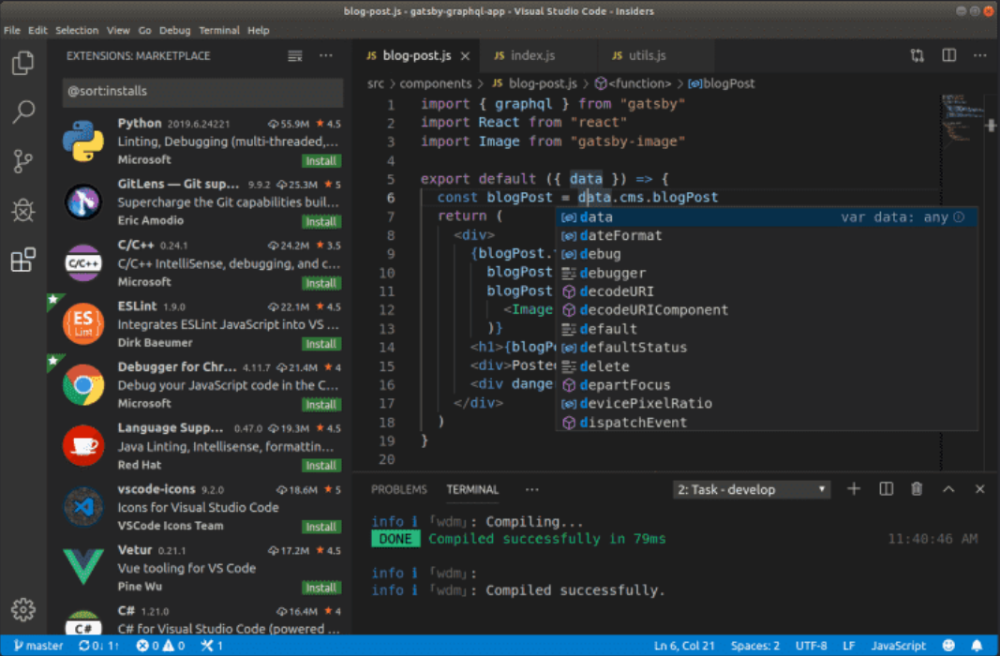 blog-post.js - gatsby-graphql-app - Visual Studio Code - Insiders
File Edit Selection View Go Debug Terminal Help
EXTENSIONS: MARKETPLACE
@sort:installs
Python 2019.6.24221 55.9M ★ 4.5
Linting, Debugging (multi-threaded,...
Microsoft Install
GitLens — Git sup... 9.9.2 25.3M ★ 5
Supercharge the Git capabilities buil...
Eric Amodio Install
C/C++
C/C++ 0.24.1 24.2M ★ 3.5
C/C++ IntelliSense, debugging, and c...
Microsoft Install
ES
Lint
ESLint 1.9.0 22.1M ★ 4.5
Integrates ESLint JavaScript into VS ...
Dirk Baeumer Install
Debugger for Chr... 4.11.7 21.4M ★ 4
Debug your JavaScript code in the C...
Microsoft Install
Language Supp... 0.47.0 19.3M ★ 4.5
Java Linting, Intellisense, formattin...
Red Hat Install
vscode-icons 9.2.0 18.6M ★ 5
Icons for Visual Studio Code
VSCode Icons Team Install
Vetur 0.21.1 17.2M ★ 4.5
Vue tooling for VS Code
Pine Wu Install
C#
C# 1.21.0 16.4M ★ 4
C# for Visual Studio Code (powered ...
JS blog-post.js × JS index.js JS utils.js
src > components > JS blog-post.js > <function> > blogPost
1 import { graphql } from "gatsby"
2 import React from "react"
3 import Image from "gatsby-image"
4
5 export default ({ data }) => {
6 const blogPost = data.cms.blogPost
7 return (
8 <div>
9 {blogPost.
10 blogPost
11 blogPost
12 <Image
13 )}
14 <h1>{blogP
15 <div>Poste
16 <div dange
17 </div>
18 )
19 }
20
data var data: any
dateFormat
debug
debugger
decodeURI
decodeURIComponent
default
defaultStatus
delete
departFocus
devicePixelRatio
dispatchEvent
PROBLEMS TERMINAL ··· 2: Task - develop
info i ｢wdm｣: Compiling...
DONE Compiled successfully in 79ms 11:40:46 AM
info i ｢wdm｣:
info i ｢wdm｣: Compiled successfully.
master 0↓ 1↑ 0 0 1 Ln 6, Col 21 Spaces: 2 UTF-8 LF JavaScript